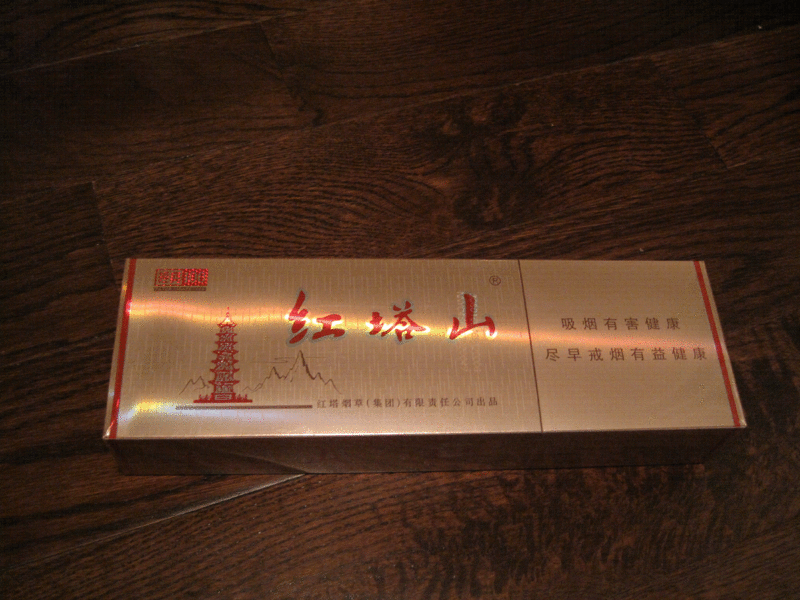 红塔山
®
红塔烟草(集团)有限责任公司出品
吸烟有害健康
尽早戒烟有益健康